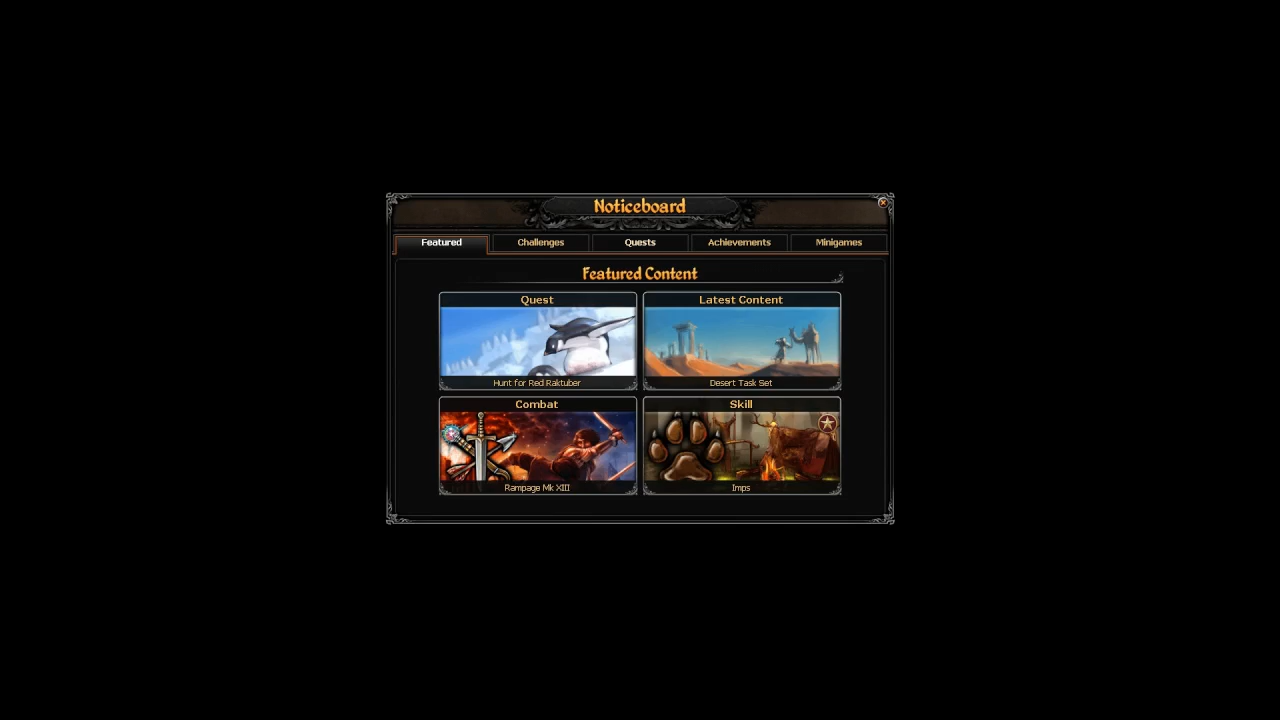 Noticeboard
Featured
Challenges
Quests
Achievements
Minigames
Featured Content
Quest
Hunt for Red Raktuber
Latest Content
Desert Task Set
Combat
Rampage Mk XIII
Skill
Imps